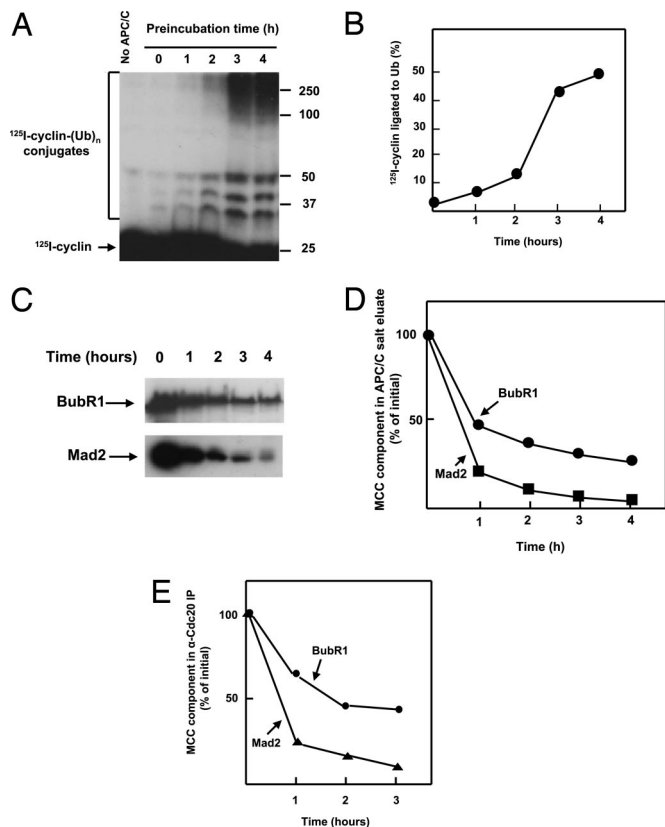 A
No APC/C
Preincubation time (h)
0 1 2 3 4
250
100
50
37
25
¹²⁵I-cyclin-(Ub)ₙ
conjugates
¹²⁵I-cyclin
B
¹²⁵I-cyclin ligated to Ub (%)
50
40
30
20
10
1 2 3 4
Time (hours)
C
Time (hours) 0 1 2 3 4
BubR1
Mad2
D
MCC component in APC/C salt eluate
(% of initial)
100
50
BubR1
Mad2
1 2 3 4
Time (h)
E
MCC component in α-Cdc20 IP
(% of initial)
100
50
BubR1
Mad2
1 2 3
Time (hours)